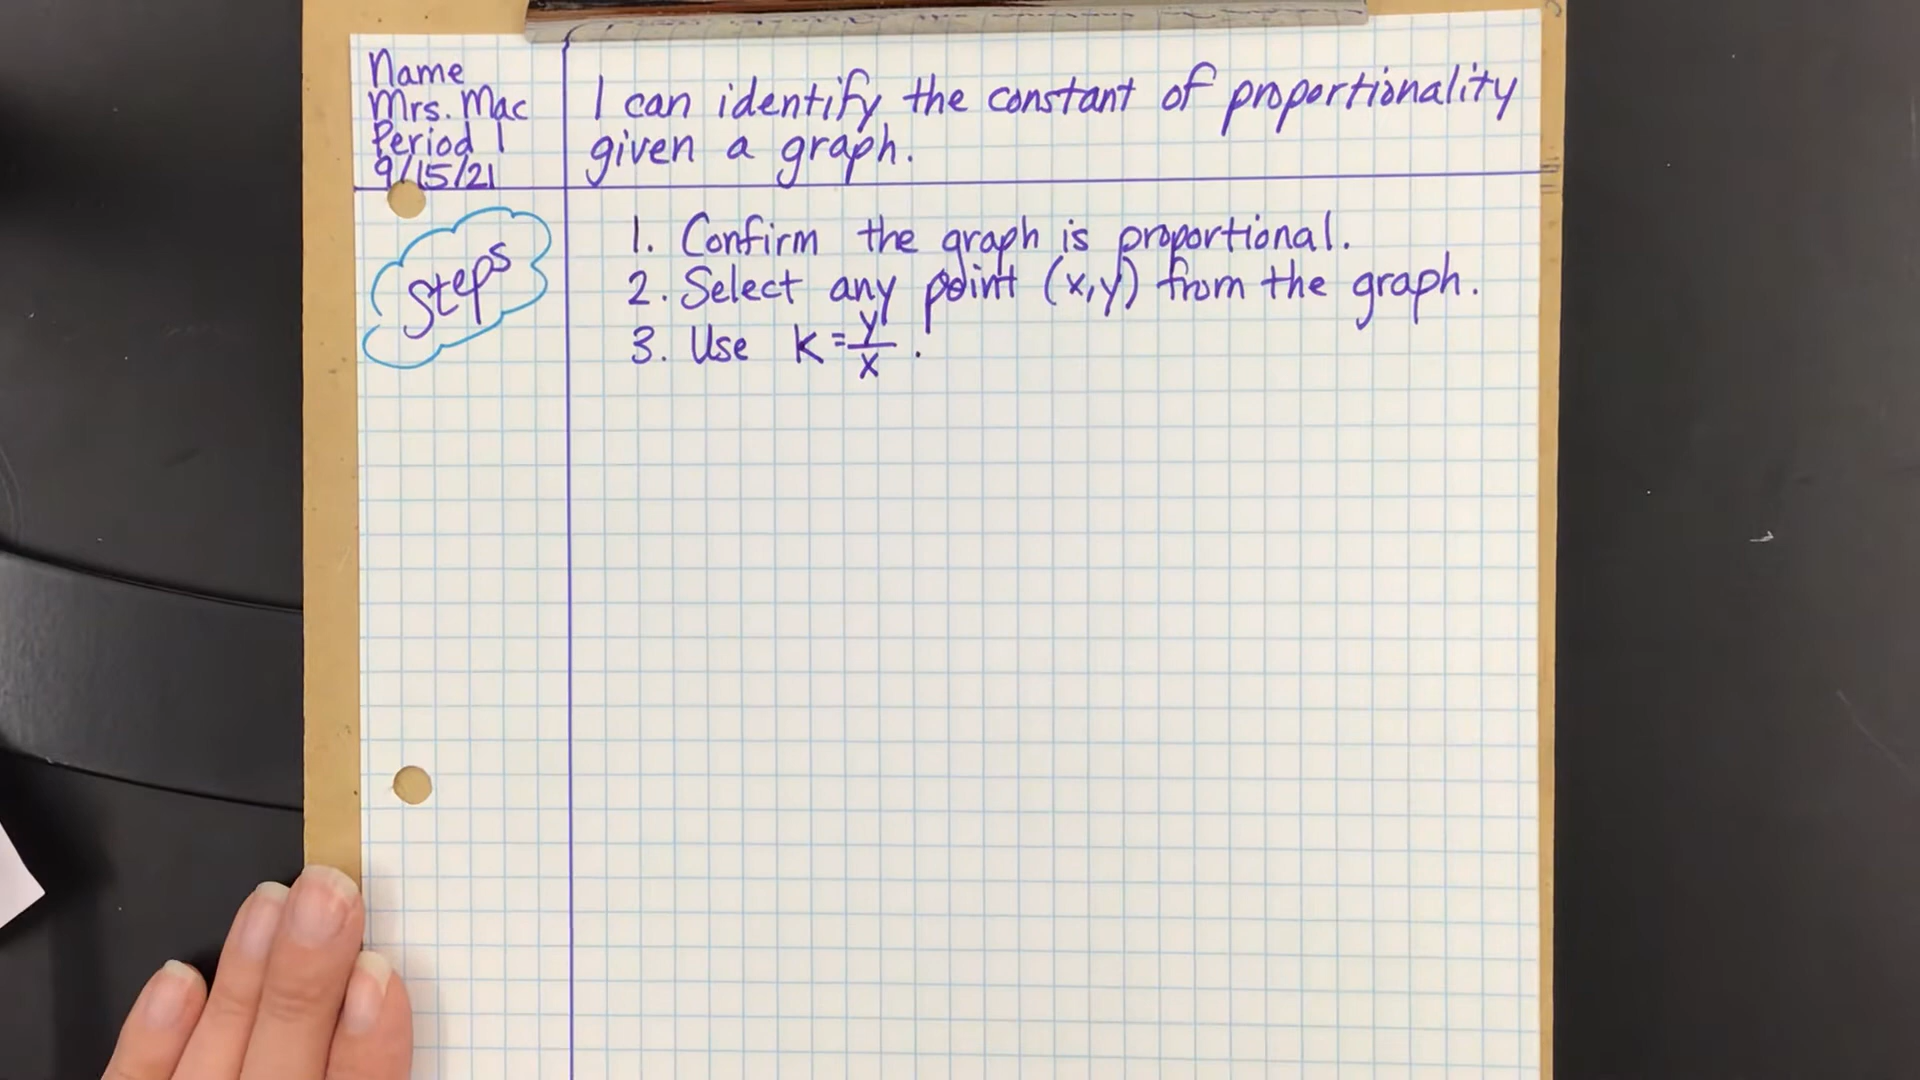 Name
Mrs. Mac
Period 1
9/15/21
I can identify the constant of proportionality
given a graph.
Steps
1. Confirm the graph is proportional.
2. Select any point (x,y) from the graph.
3. Use k=y/x.